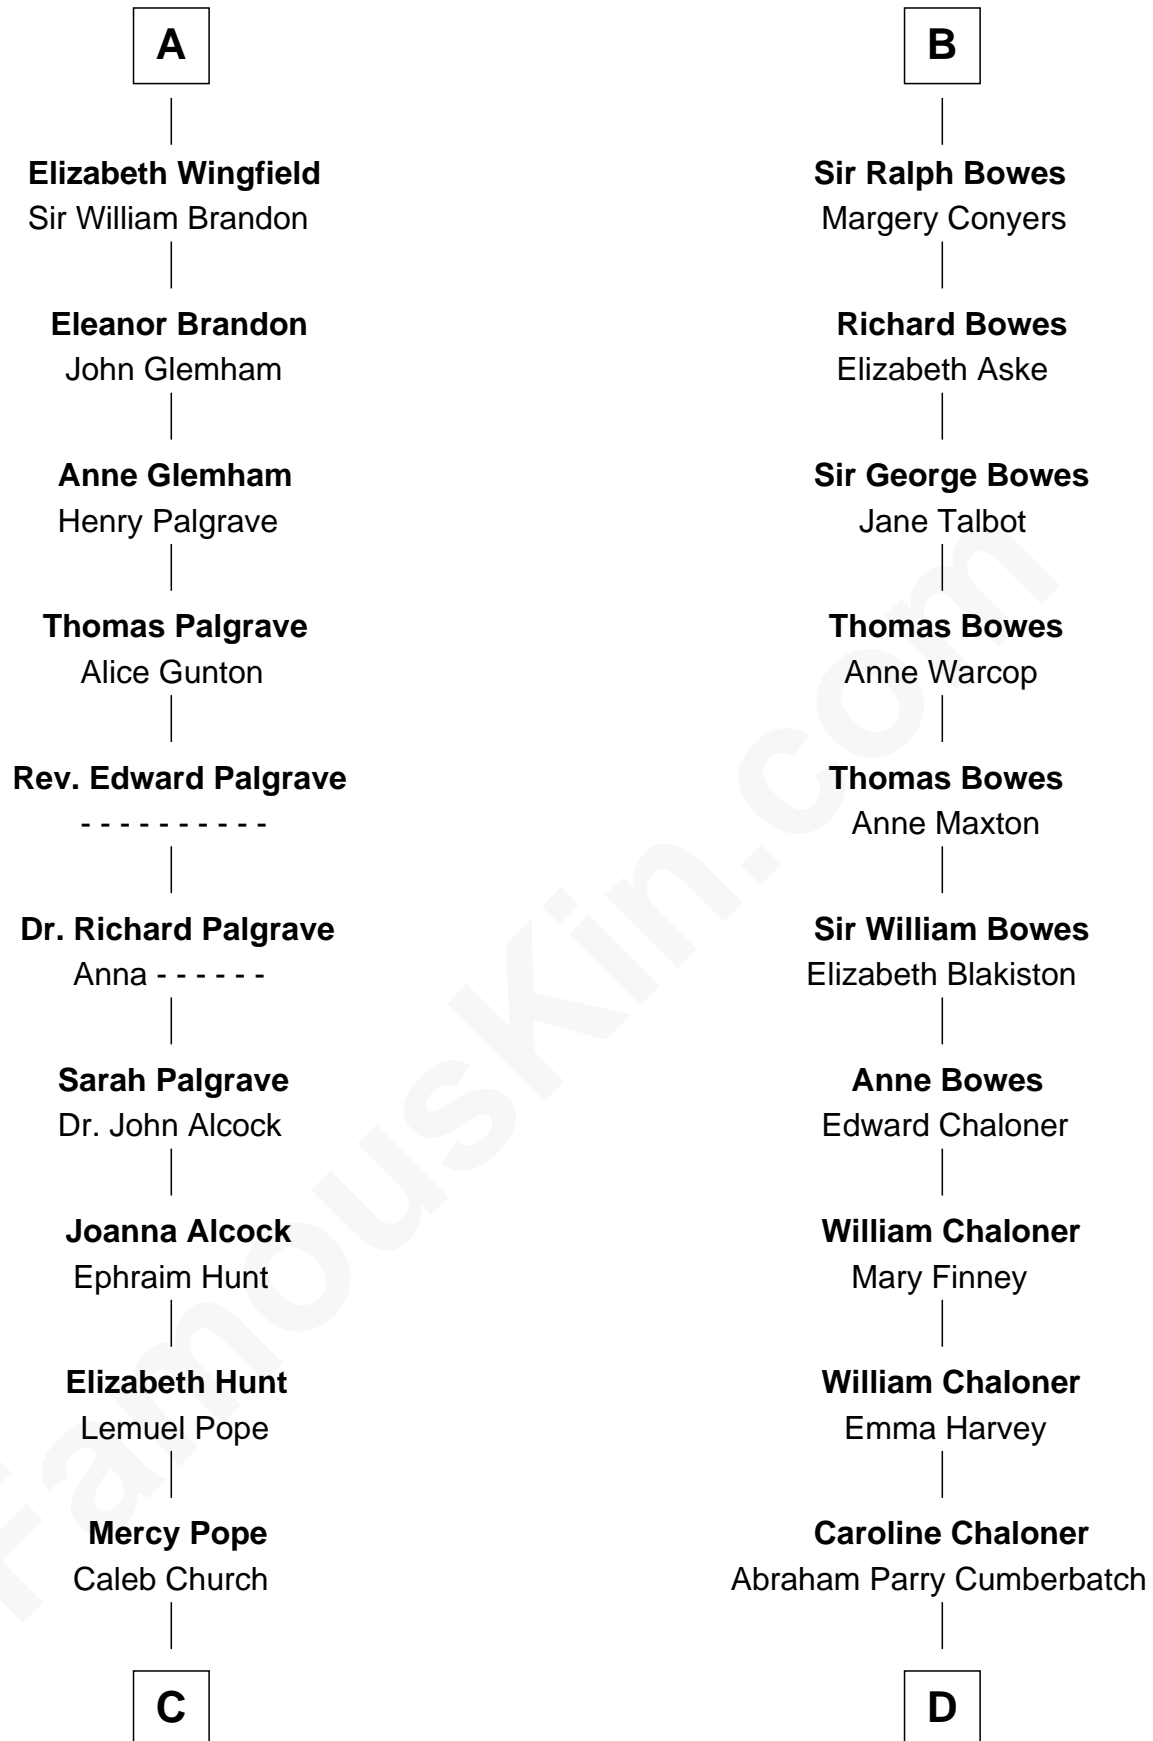 A
Elizabeth Wingfield
Sir William Brandon
Eleanor Brandon
John Glemham
Anne Glemham
Henry Palgrave
Thomas Palgrave
Alice Gunton
Rev. Edward Palgrave
- - - - - - - - - -
Dr. Richard Palgrave
Anna - - - - - -
Sarah Palgrave
Dr. John Alcock
Joanna Alcock
Ephraim Hunt
Elizabeth Hunt
Lemuel Pope
Mercy Pope
Caleb Church
C
B
Sir Ralph Bowes
Margery Conyers
Richard Bowes
Elizabeth Aske
Sir George Bowes
Jane Talbot
Thomas Bowes
Anne Warcop
Thomas Bowes
Anne Maxton
Sir William Bowes
Elizabeth Blakiston
Anne Bowes
Edward Chaloner
William Chaloner
Mary Finney
William Chaloner
Emma Harvey
Caroline Chaloner
Abraham Parry Cumberbatch
D
FamousKin.com